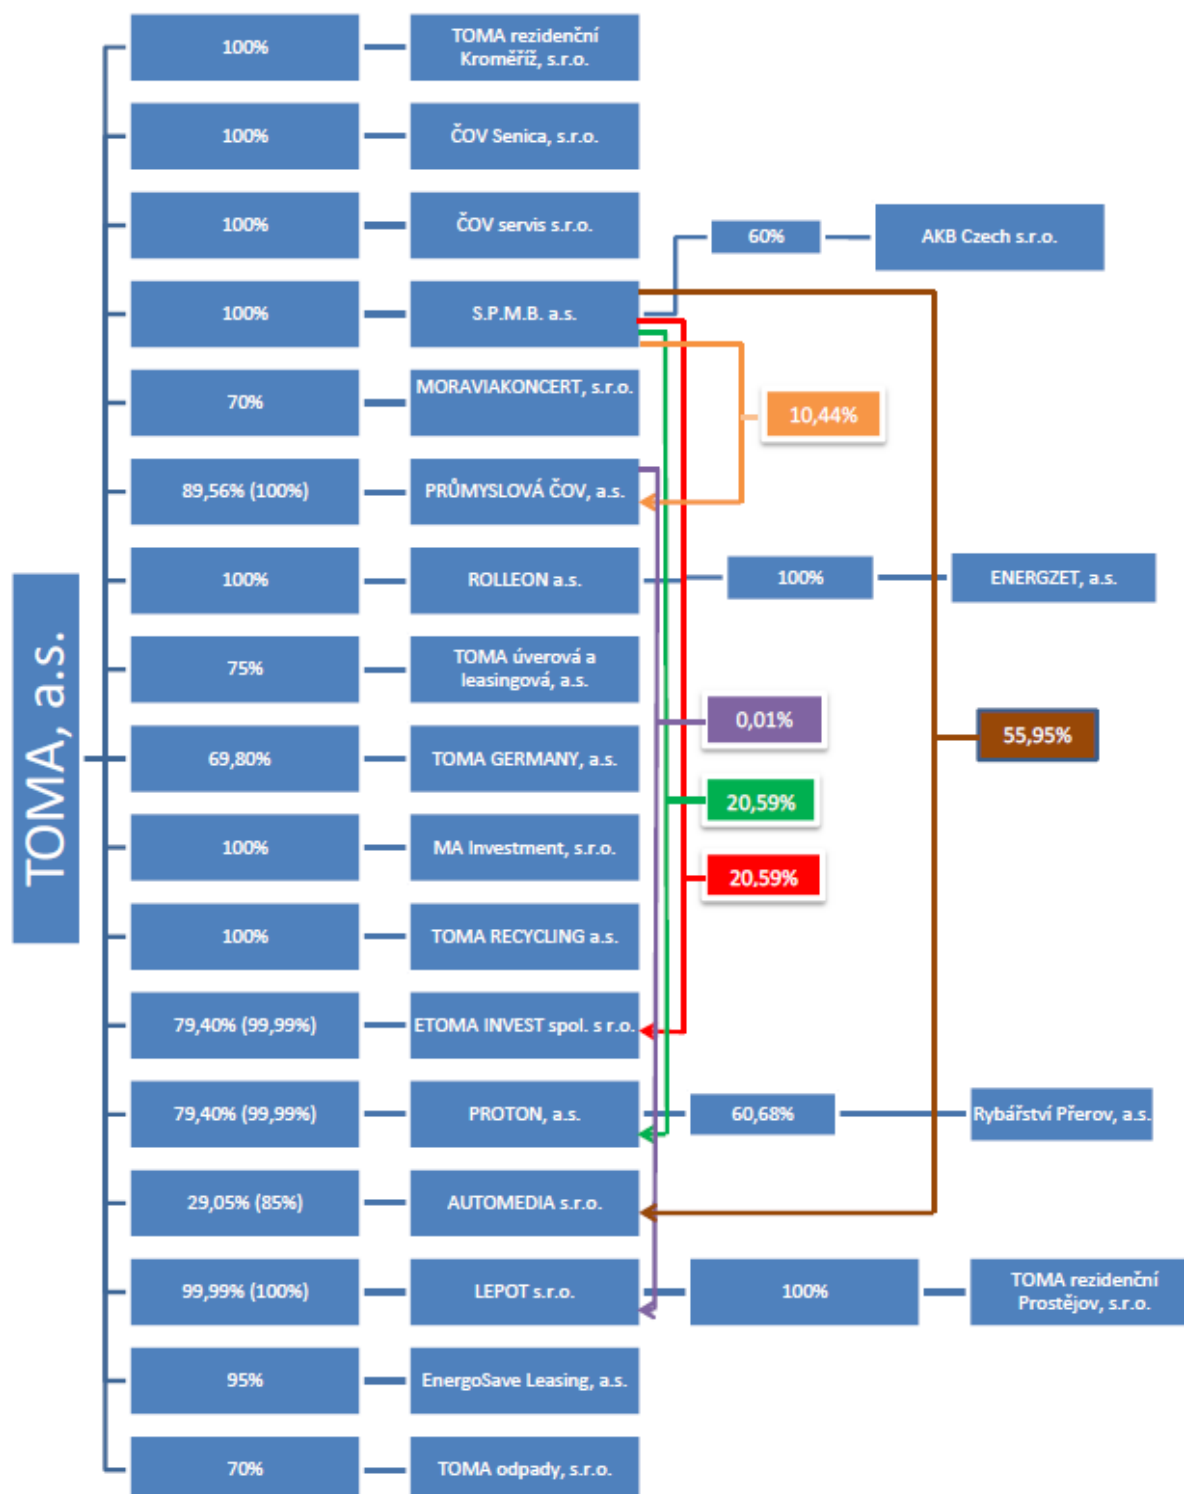 TOMA, a.s.
100%
TOMA rezidenční
Kroměříž, s.r.o.
100%
ČOV Senica, s.r.o.
100%
ČOV servis s.r.o.
60%
AKB Czech s.r.o.
100%
S.P.M.B. a.s.
70%
MORAVIAKONCERT, s.r.o.
10,44%
89,56% (100%)
PRŮMYSLOVÁ ČOV, a.s.
100%
ROLLEON a.s.
100%
ENERGZET, a.s.
75%
TOMA úverová a
leasingová, a.s.
0,01%
55,95%
69,80%
TOMA GERMANY, a.s.
20,59%
100%
MA Investment, s.r.o.
20,59%
100%
TOMA RECYCLING a.s.
79,40% (99,99%)
ETOMA INVEST spol. s r.o.
79,40% (99,99%)
PROTON, a.s.
60,68%
Rybářství Přerov, a.s.
29,05% (85%)
AUTOMEDIA s.r.o.
99,99% (100%)
LEPOT s.r.o.
100%
TOMA rezidenční
Prostějov, s.r.o.
95%
EnergoSave Leasing, a.s.
70%
TOMA odpady, s.r.o.